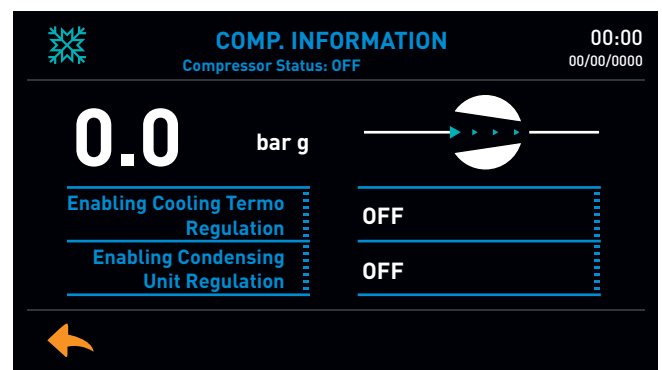 COMP. INFORMATION
Compressor Status: OFF
00:00
00/00/0000
0.0 bar g
Enabling Cooling Termo
Regulation
OFF
Enabling Condensing
Unit Regulation
OFF